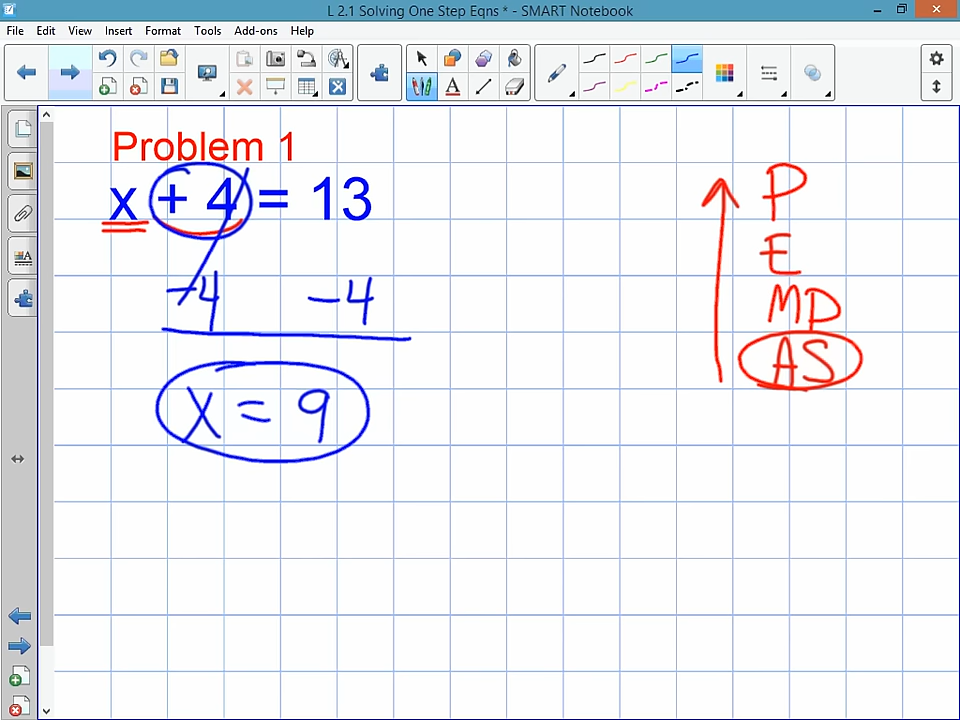 L 2.1 Solving One Step Eqns * - SMART Notebook
File Edit View Insert Format Tools Add-ons Help
Problem 1
x + 4 = 13
-4 -4
x = 9
P
E
MD
AS